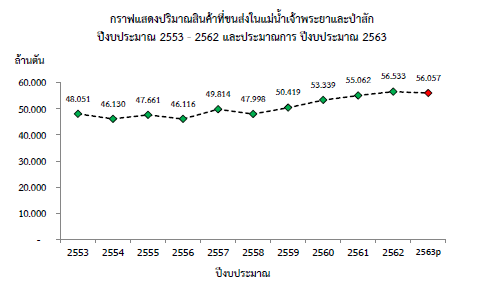 กราฟแสดงปริมาณสินค้าที่ขนส่งในแม่น้ำเจ้าพระยาและป่าสัก
ปีงบประมาณ 2553 - 2562 และประมาณการ ปีงบประมาณ 2563
ล้านตัน
60.000
50.000
40.000
30.000
20.000
10.000
-
48.051 46.130 47.661 46.116 49.814 47.998 50.419 53.339 55.062 56.533 56.057
2553 2554 2555 2556 2557 2558 2559 2560 2561 2562 2563p
ปีงบประมาณ